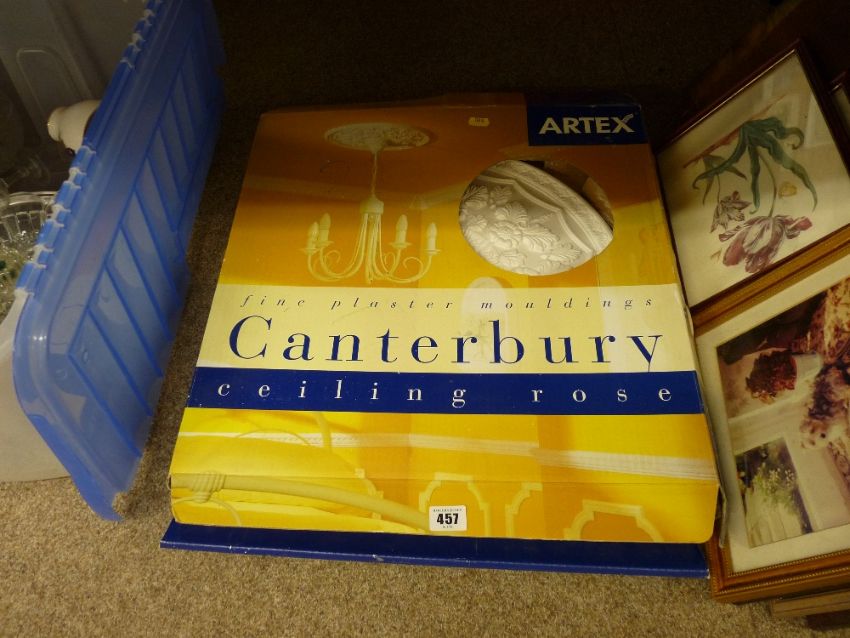 ARTEX
fine plaster mouldings
Canterbury
ceiling rose
457